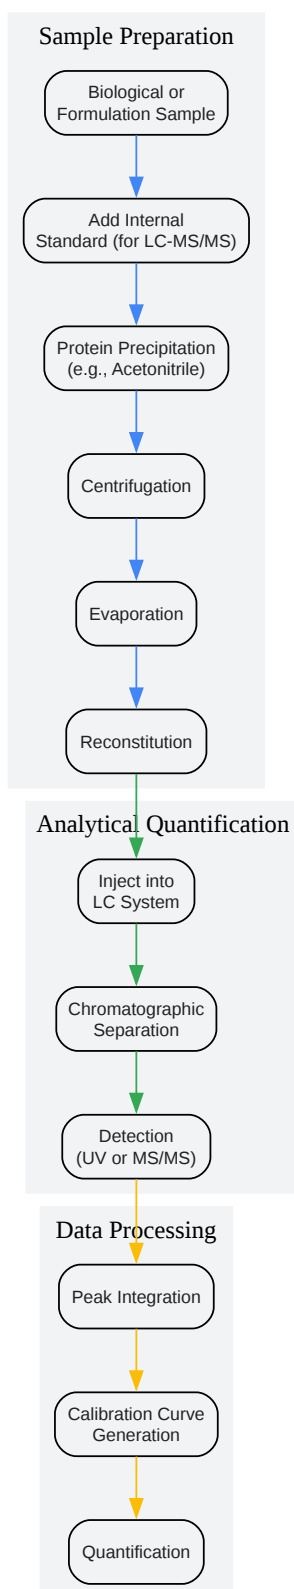 Sample Preparation
Biological or
Formulation Sample
Add Internal
Standard (for LC-MS/MS)
Protein Precipitation
(e.g., Acetonitrile)
Centrifugation
Evaporation
Reconstitution
Analytical Quantification
Inject into
LC System
Chromatographic
Separation
Detection
(UV or MS/MS)
Data Processing
Peak Integration
Calibration Curve
Generation
Quantification